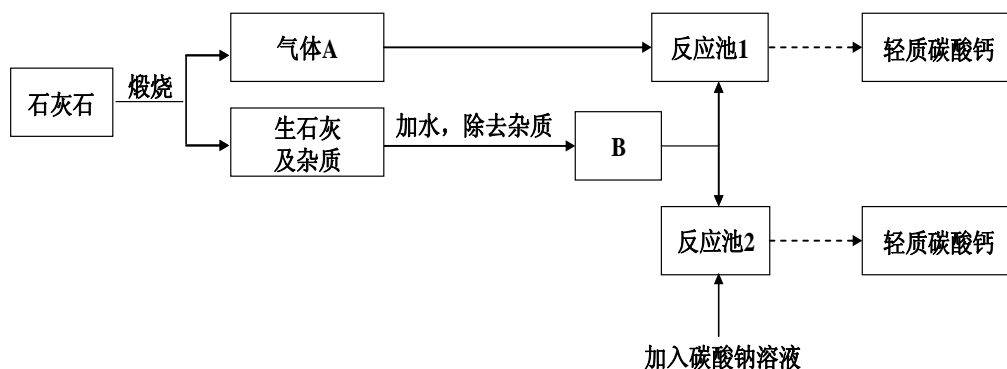 气体A
反应池1
轻质碳酸钙
石灰石
煅烧
生石灰
及杂质
加水，除去杂质
B
反应池2
轻质碳酸钙
加入碳酸钠溶液